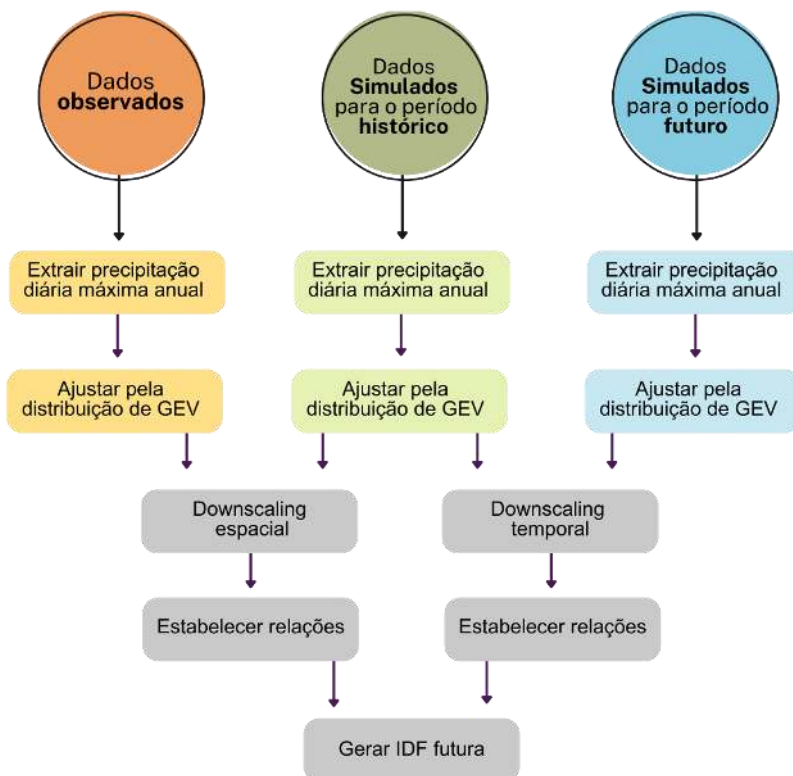 Dados
observados
Dados
Simulados
para o período
histórico
Dados
Simulados
para o período
futuro
Extrair precipitação
diária máxima anual
Extrair precipitação
diária máxima anual
Extrair precipitação
diária máxima anual
Ajustar pela
distribuição de GEV
Ajustar pela
distribuição de GEV
Ajustar pela
distribuição de GEV
Downscaling
espacial
Downscaling
temporal
Estabelecer relações
Estabelecer relações
Gerar IDF futura